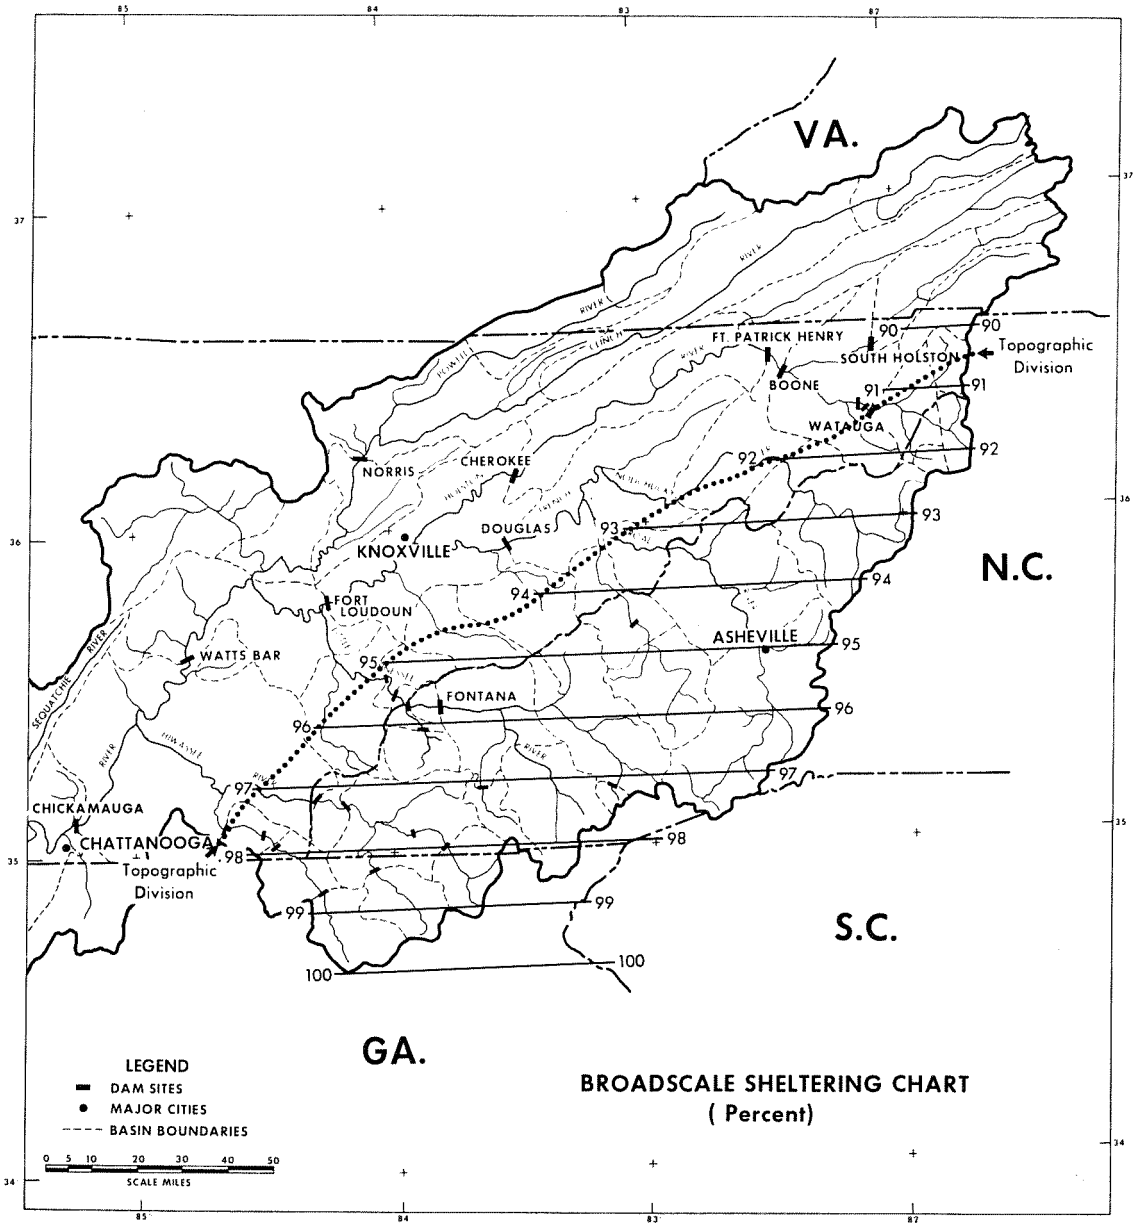 85
84
83
87
VA.
37
37
RIVER
RIVER
90
90
FT. PATRICK HENRY
CLINCH
RIVER
SOUTH HOLSTON
Topographic
Division
POWELL
BOONE
91
91
WATAUGA
92
92
NORRIS
CHEROKEE
36
93
93
DOUGLAS
36
KNOXVILLE
N.C.
94
94
FORT
LOUDOUN
ASHEVILLE
95
95
RIVER
WATTS BAR
SEQUATCHIE
FONTANA
96
96
HIWASSEE
RIVER
RIVER
RIVER
97
97
CHICKAMAUGA
35
CHATTANOOGA
98
98
35
Topographic
Division
99
99
S.C.
100
100
GA.
LEGEND
DAM SITES
MAJOR CITIES
BASIN BOUNDARIES
BROADSCALE SHELTERING CHART
( Percent)
34
0 5 10 20 30 40 50
SCALE MILES
34
85
84
83
87